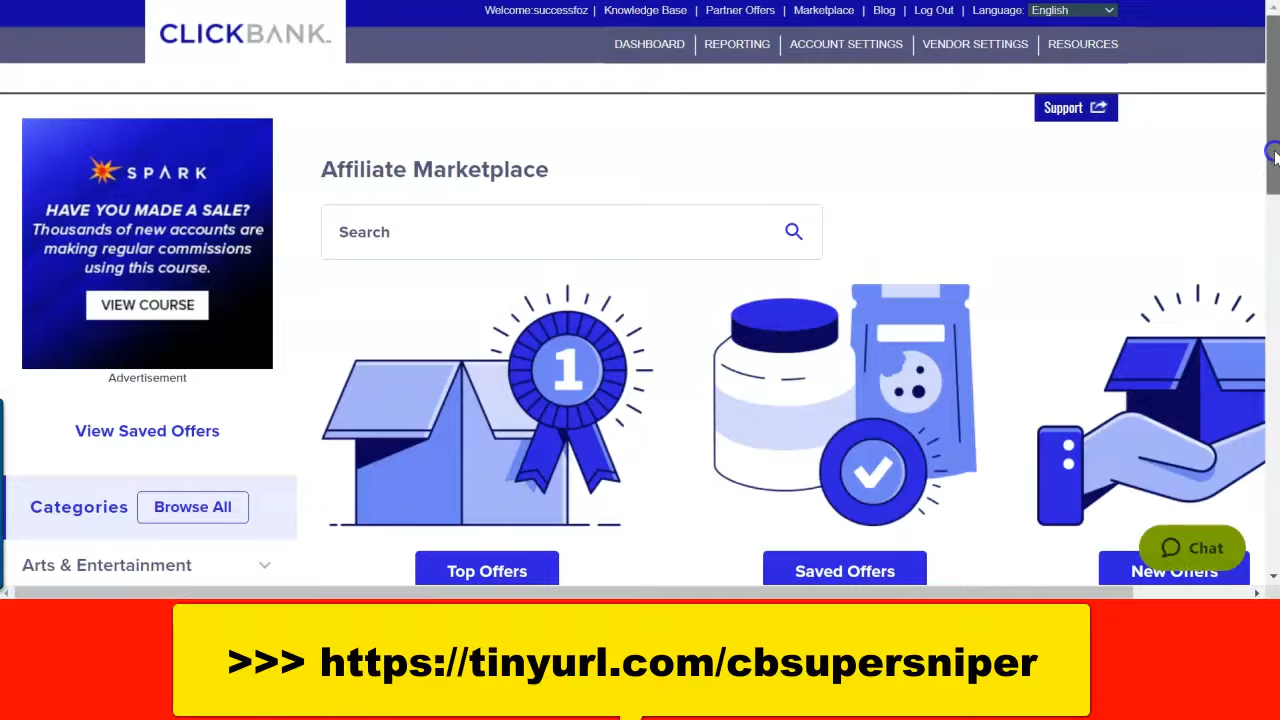 Welcome:successfoz | Knowledge Base | Partner Offers | Marketplace | Blog | Log Out | Language: English
CLICKBANK™
DASHBOARD | REPORTING | ACCOUNT SETTINGS | VENDOR SETTINGS | RESOURCES
Support
SPARK
HAVE YOU MADE A SALE?
Thousands of new accounts are
making regular commissions
using this course.
VIEW COURSE
Advertisement
View Saved Offers
Categories Browse All
Arts & Entertainment
Affiliate Marketplace
Search
1
Top Offers
Saved Offers
New Offers
Chat
>>> https://tinyurl.com/cbsupersniper